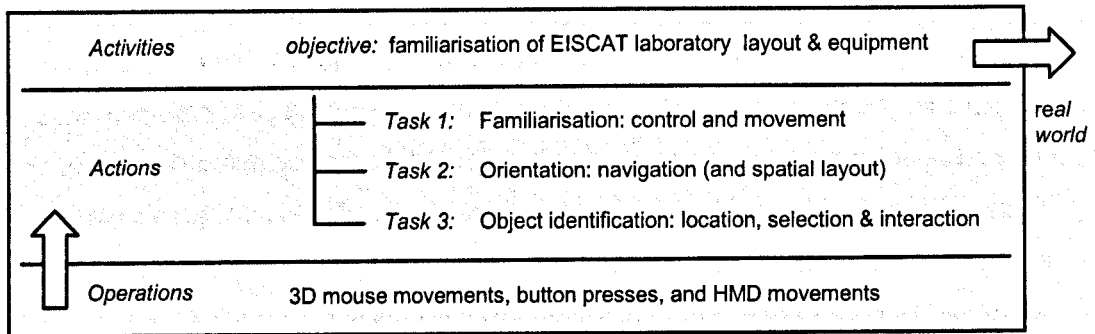 Activities objective: familiarisation of EISCAT laboratory layout & equipment
real
world
Actions
Task 1: Familiarisation: control and movement
Task 2: Orientation: navigation (and spatial layout)
Task 3: Object identification: location, selection & interaction
Operations 3D mouse movements, button presses, and HMD movements